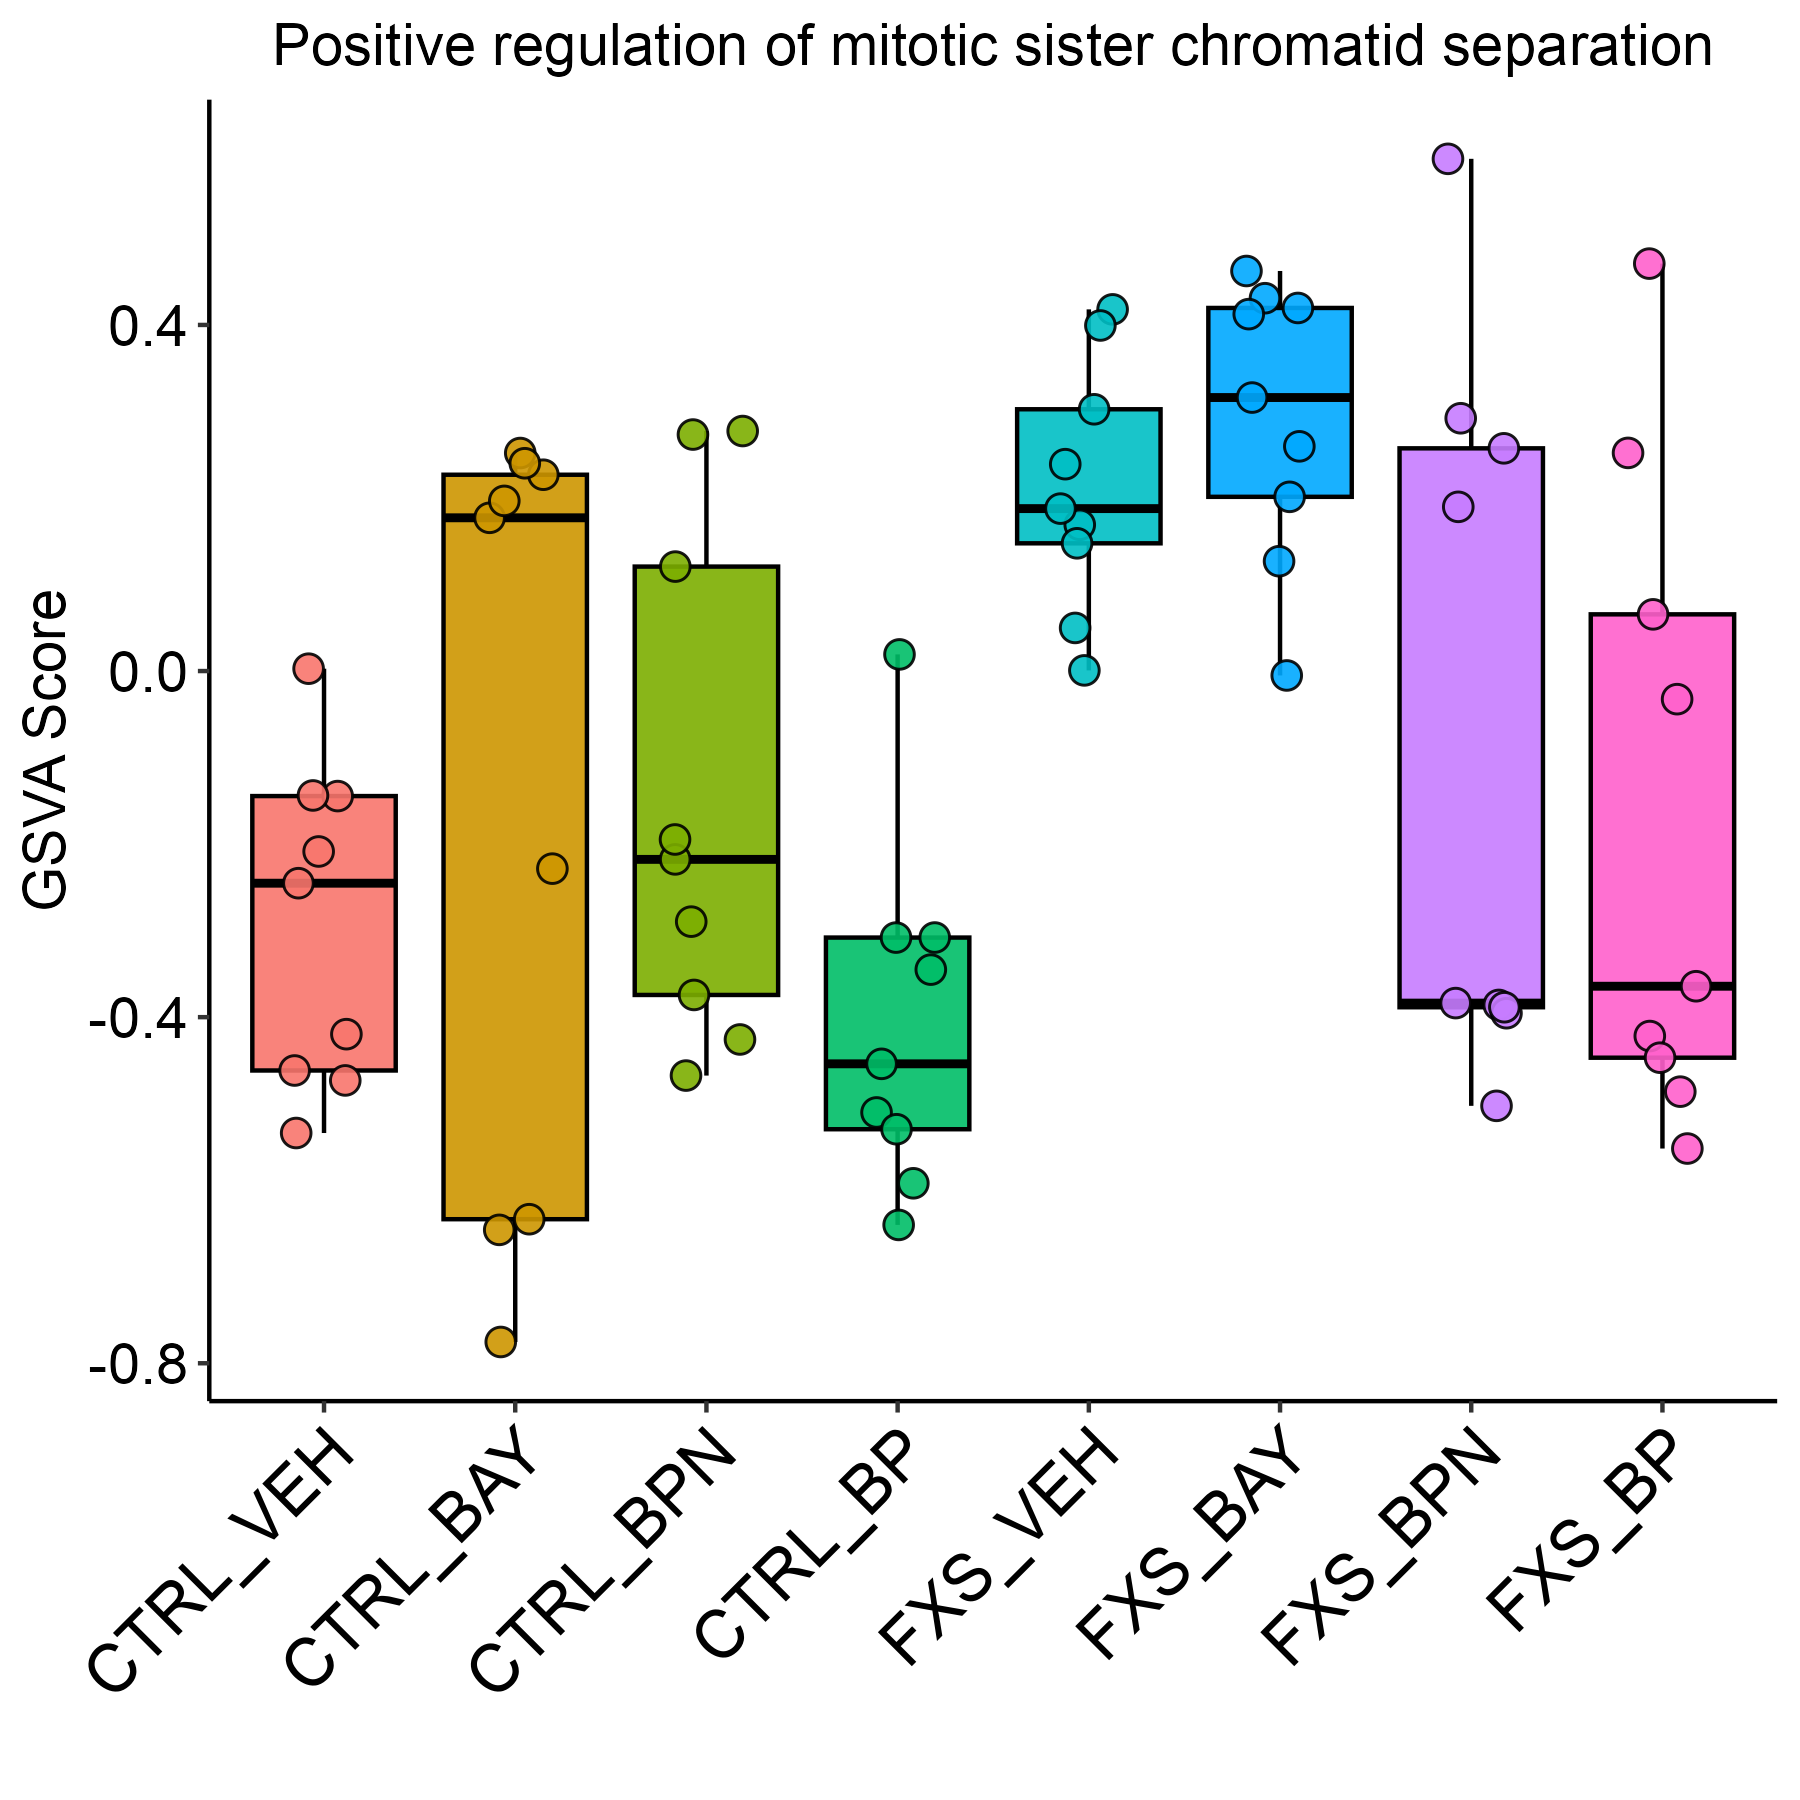 Positive regulation of mitotic sister chromatid separation
GSVA Score
0.4
0.0
-0.4
-0.8
CTRL_VEH
CTRL_BAY
CTRL_BPN
CTRL_BP
FXS_VEH
FXS_BAY
FXS_BPN
FXS_BP